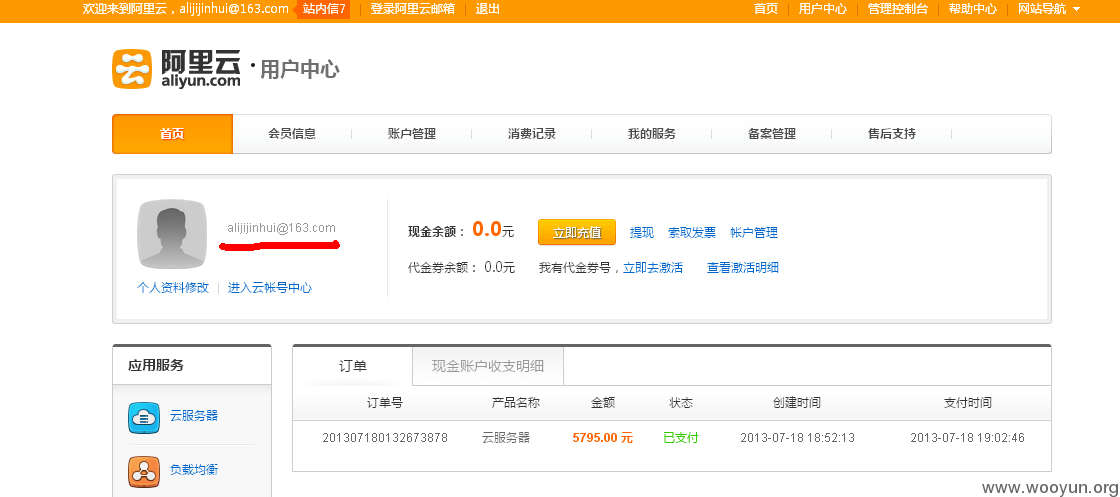 欢迎来到阿里云，alijijinhui@163.com 站内信7 登录阿里云邮箱 退出 首页 用户中心 管理控制台 帮助中心 网站导航
阿里云 aliyun.com ·用户中心
首页 会员信息 账户管理 消费记录 我的服务 备案管理 售后支持
alijijinhui@163.com
个人资料修改 进入云帐号中心
现金余额： 0.0元 立即充值 提现 索取发票 帐户管理
代金券余额： 0.0元 我有代金券号，立即去激活 查看激活明细
应用服务
云服务器
负载均衡
订单 现金账户收支明细
订单号 产品名称 金额 状态 创建时间 支付时间
201307180132673878 云服务器 5795.00 元 已支付 2013-07-18 18:52:13 2013-07-18 19:02:46
www.wooyun.org